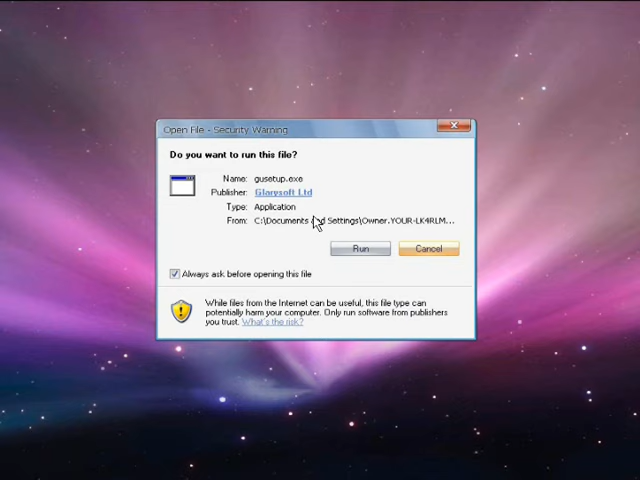 Open File - Security Warning
Do you want to run this file?
Name: gusetup.exe
Publisher: Glarysoft Ltd
Type: Application
From: C:\Documents and Settings\Owner.YOUR-LK4RLM...
Run
Cancel
Always ask before opening this file
While files from the Internet can be useful, this file type can
potentially harm your computer. Only run software from publishers
you trust. What's the risk?